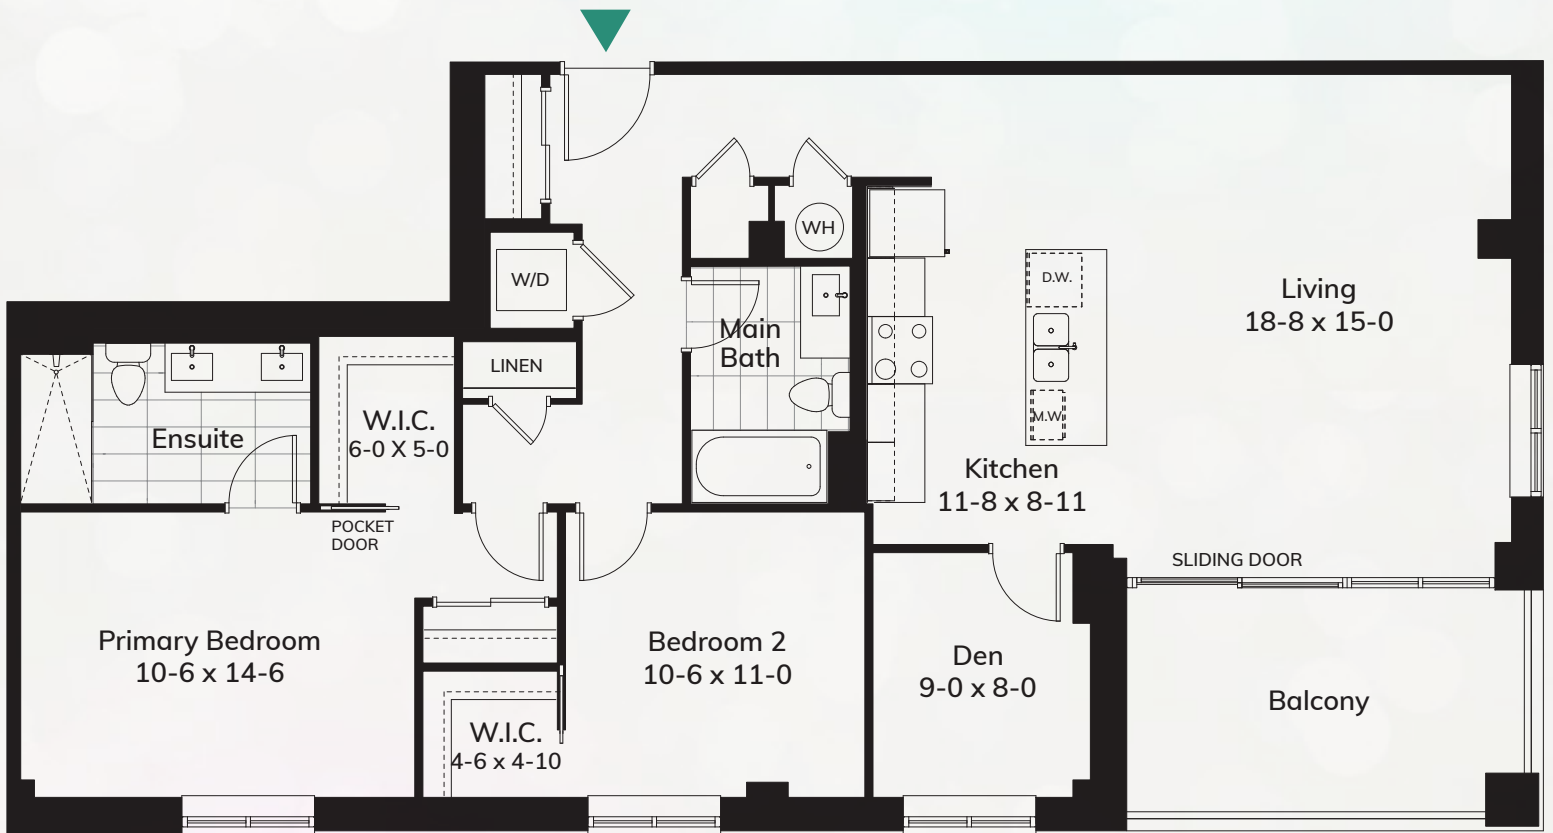 WH
W/D
D.W.
Living
18-8 x 15-0
Main
Bath
LINEN
W.I.C.
6-0 X 5-0
M.W.
Ensuite
Kitchen
11-8 x 8-11
POCKET
DOOR
SLIDING DOOR
Primary Bedroom
10-6 x 14-6
Bedroom 2
10-6 x 11-0
Den
9-0 x 8-0
Balcony
W.I.C.
4-6 x 4-10